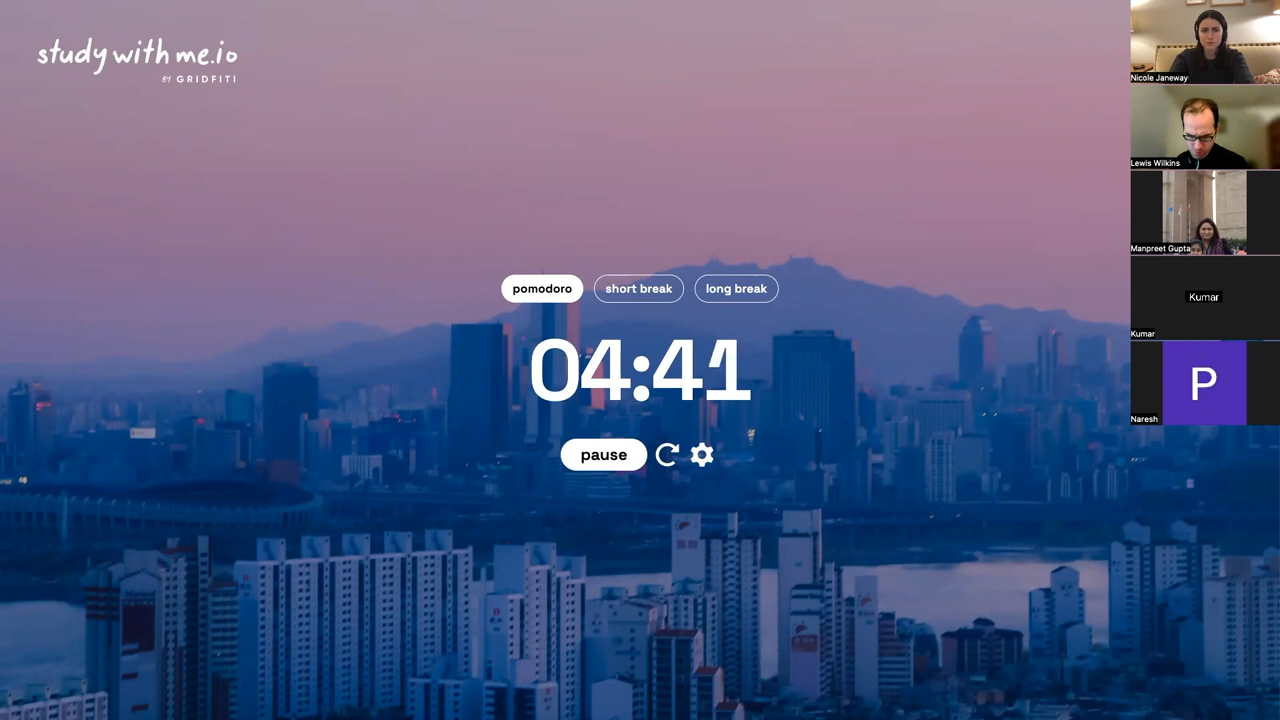 study with me.io
BY GRIDFITI
pomodoro
short break
long break
04:41
pause
Nicole Janeway
Lewis Wilkins
Manpreet Gupta
Kumar
Kumar
P
Naresh